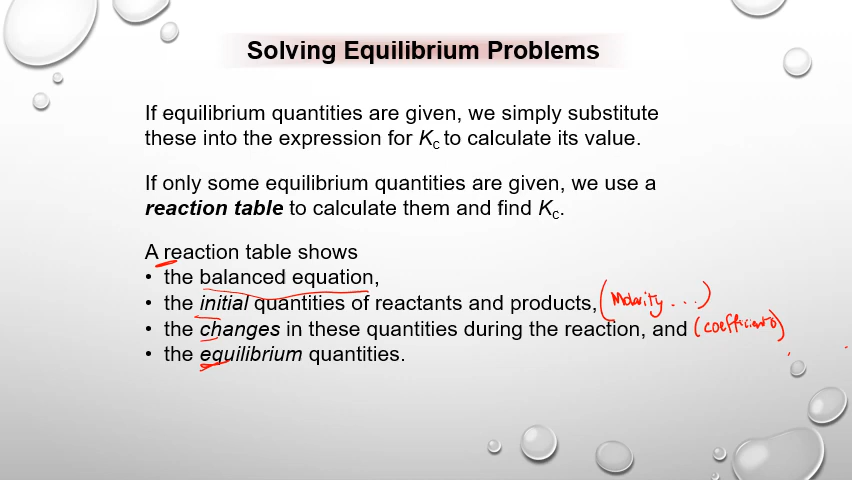 Solving Equilibrium Problems
If equilibrium quantities are given, we simply substitute
these into the expression for Kc to calculate its value.
If only some equilibrium quantities are given, we use a
reaction table to calculate them and find Kc.
A reaction table shows
• the balanced equation,
• the initial quantities of reactants and products, (Molarity ...)
• the changes in these quantities during the reaction, and (coefficients)
• the equilibrium quantities.